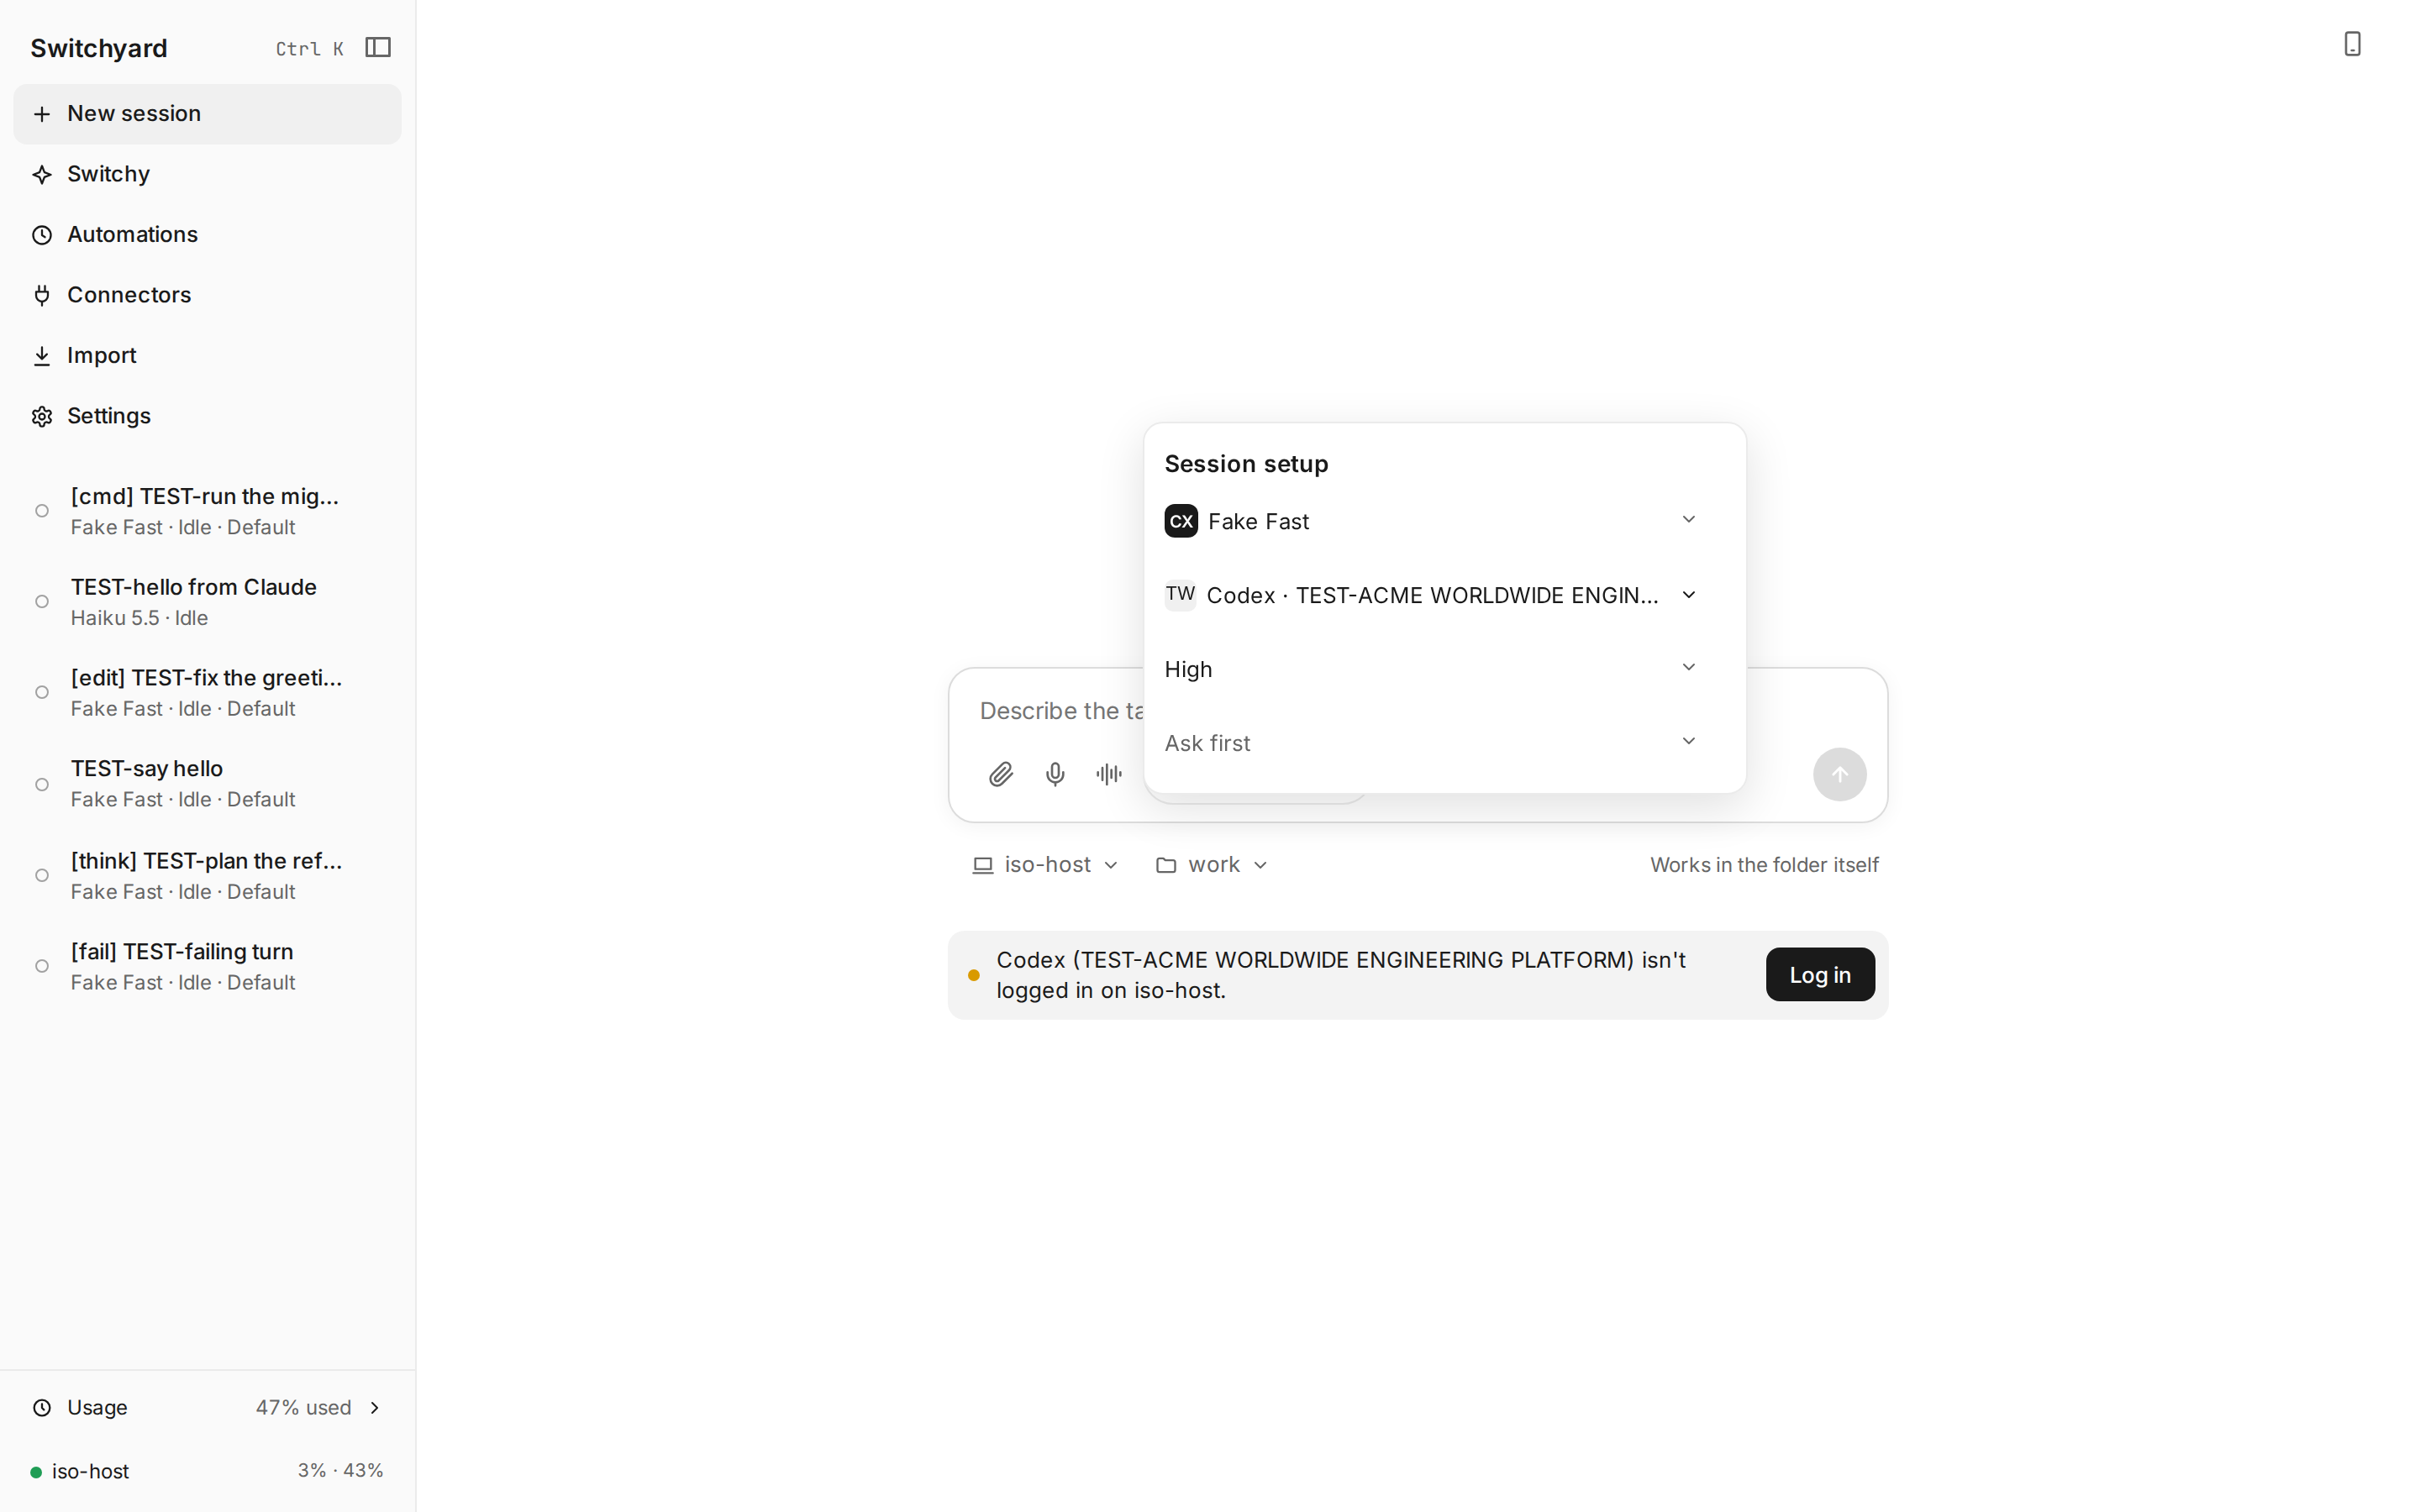 Switchyard
Ctrl K
New session
Switchy
Automations
Connectors
Import
Settings
[cmd] TEST-run the mig...
Fake Fast · Idle · Default
TEST-hello from Claude
Haiku 5.5 · Idle
[edit] TEST-fix the greeti...
Fake Fast · Idle · Default
TEST-say hello
Fake Fast · Idle · Default
[think] TEST-plan the ref...
Fake Fast · Idle · Default
[fail] TEST-failing turn
Fake Fast · Idle · Default
Usage
47% used
iso-host
3% · 43%
Session setup
CX Fake Fast
TW Codex · TEST-ACME WORLDWIDE ENGIN...
High
Ask first
Describe the ta
iso-host
work
Works in the folder itself
Codex (TEST-ACME WORLDWIDE ENGINEERING PLATFORM) isn't
logged in on iso-host.
Log in